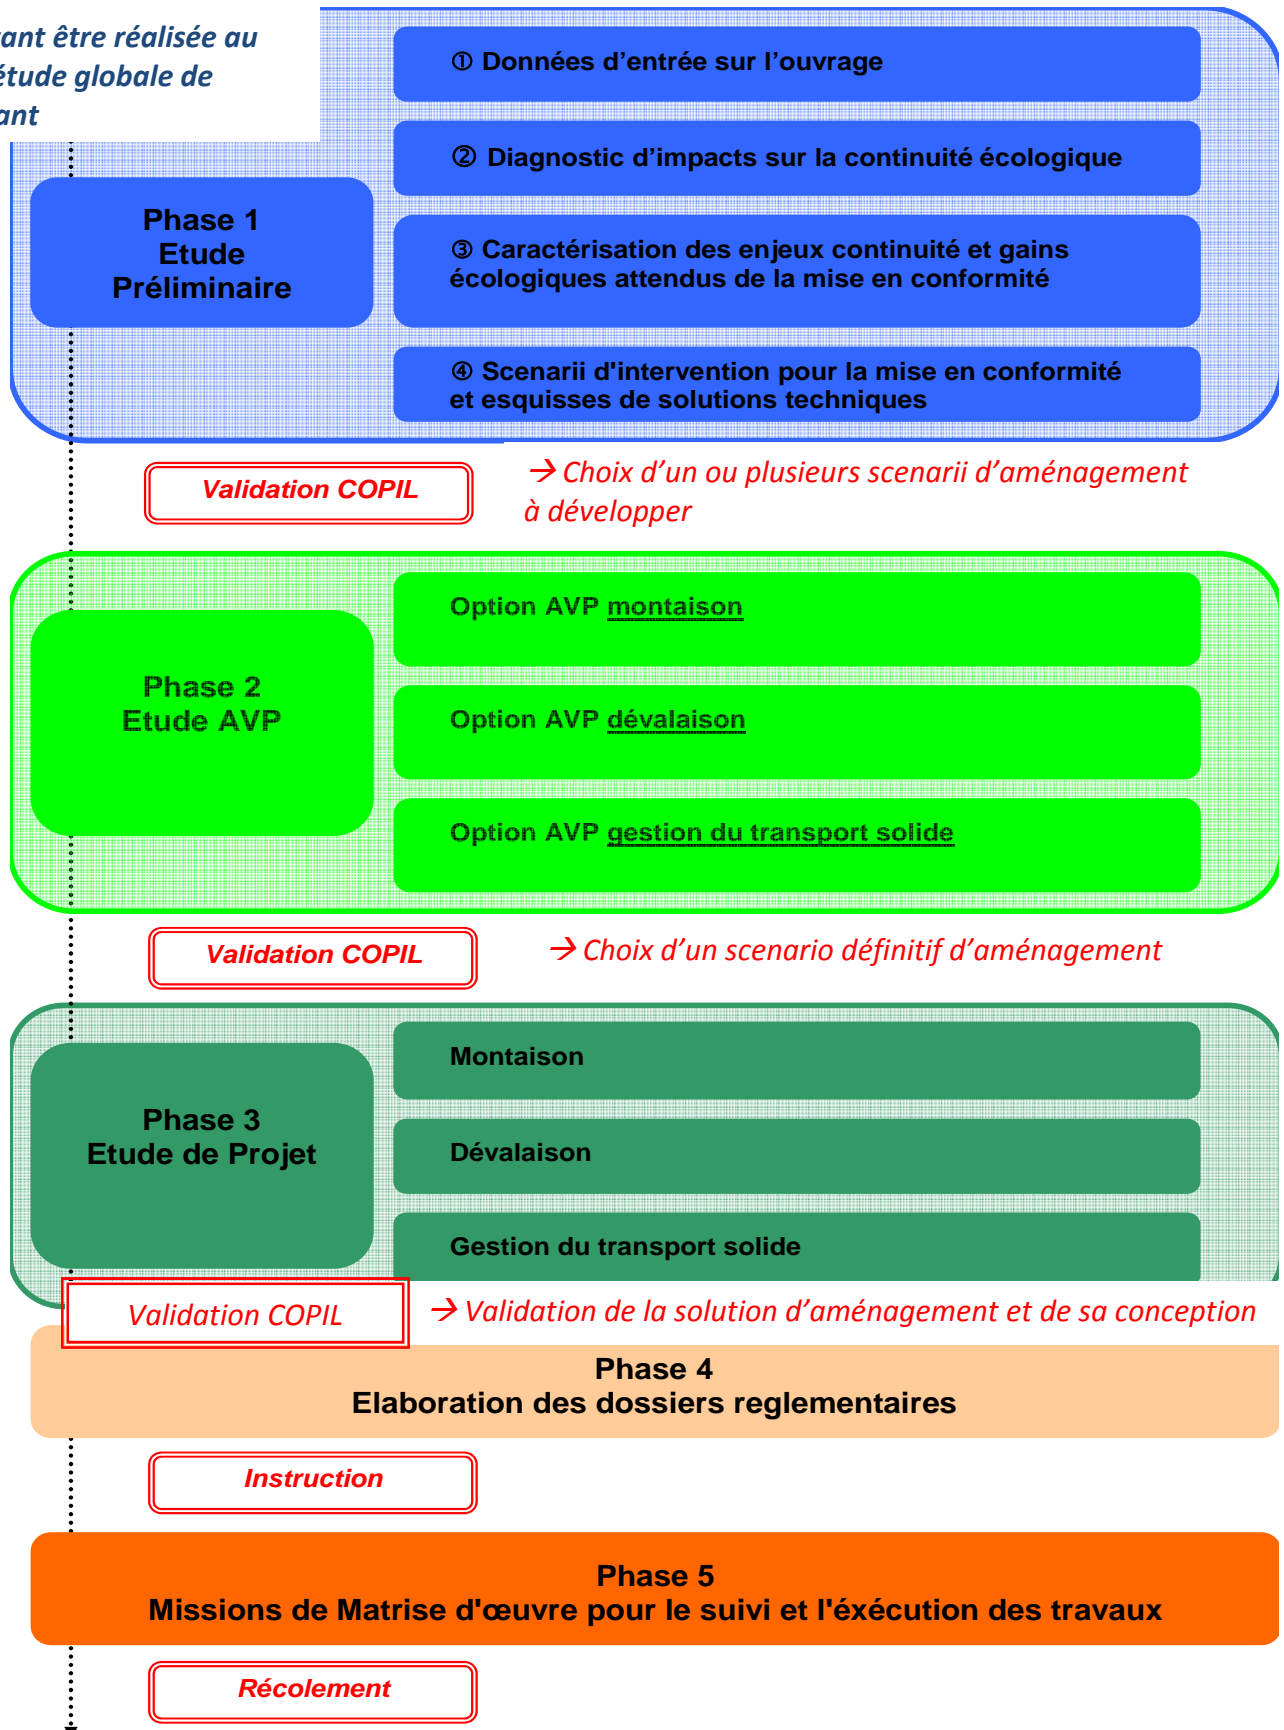 être réalisée au
étude globale de
① Données d'entrée sur l'ouvrage
② Diagnostic d'impacts sur la continuité écologique
Phase 1
Etude
Préliminaire
③ Caractérisation des enjeux continuité et gains
écologiques attendus de la mise en conformité
④ Scenarii d'intervention pour la mise en conformité
et esquisses de solutions techniques
Validation COPIL
→ Choix d'un ou plusieurs scenarii d'aménagement
à développer
Phase 2
Etude AVP
Option AVP montaison
Option AVP dévalaison
Option AVP gestion du transport solide
Validation COPIL
→ Choix d'un scenario définitif d'aménagement
Phase 3
Etude de Projet
Montaison
Dévalaison
Gestion du transport solide
Validation COPIL
→ Validation de la solution d'aménagement et de sa conception
Phase 4
Elaboration des dossiers reglementaires
Instruction
Phase 5
Missions de Matrise d'œuvre pour le suivi et l'éxécution des travaux
Récolement